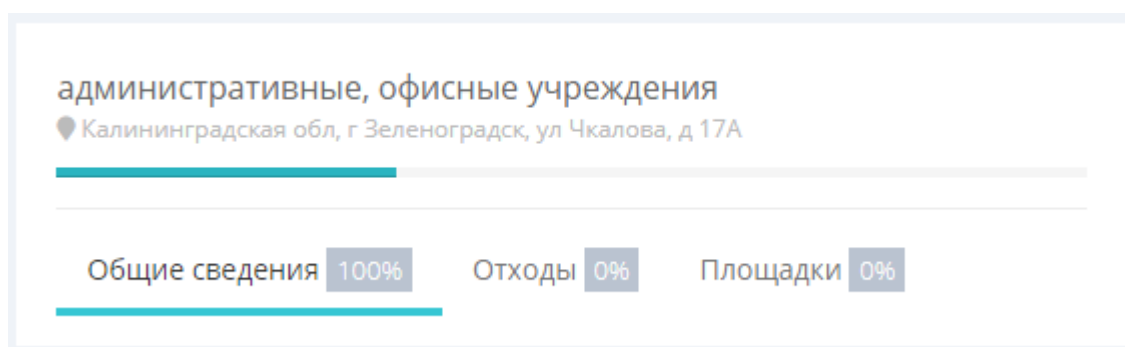 административные, офисные учреждения
Калининградская обл, г Зеленоградск, ул Чкалова, д 17А
Общие сведения 100% Отходы 0% Площадки 0%